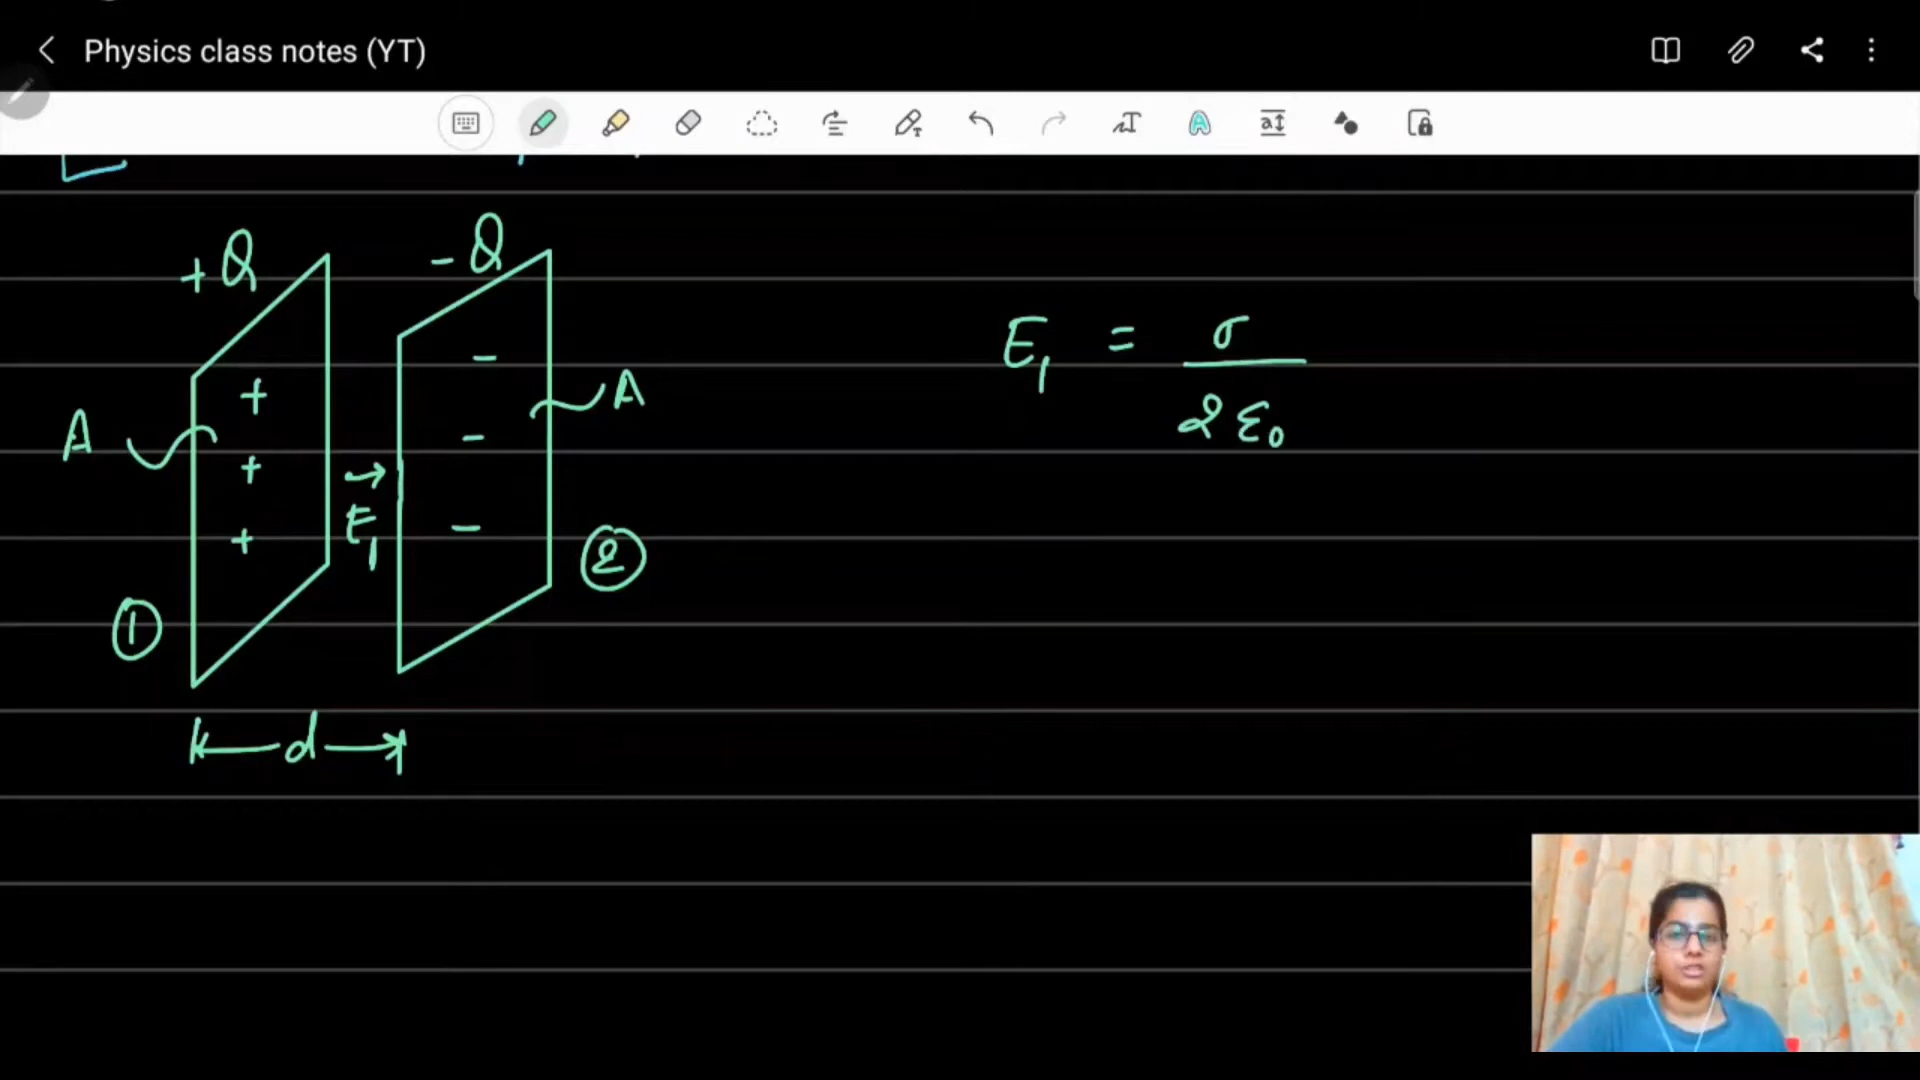 Physics class notes (YT)
+Q
-Q
+
-
A
+
-
A
+
-
E₁
①
②
d
E₁ = σ / 2ε₀